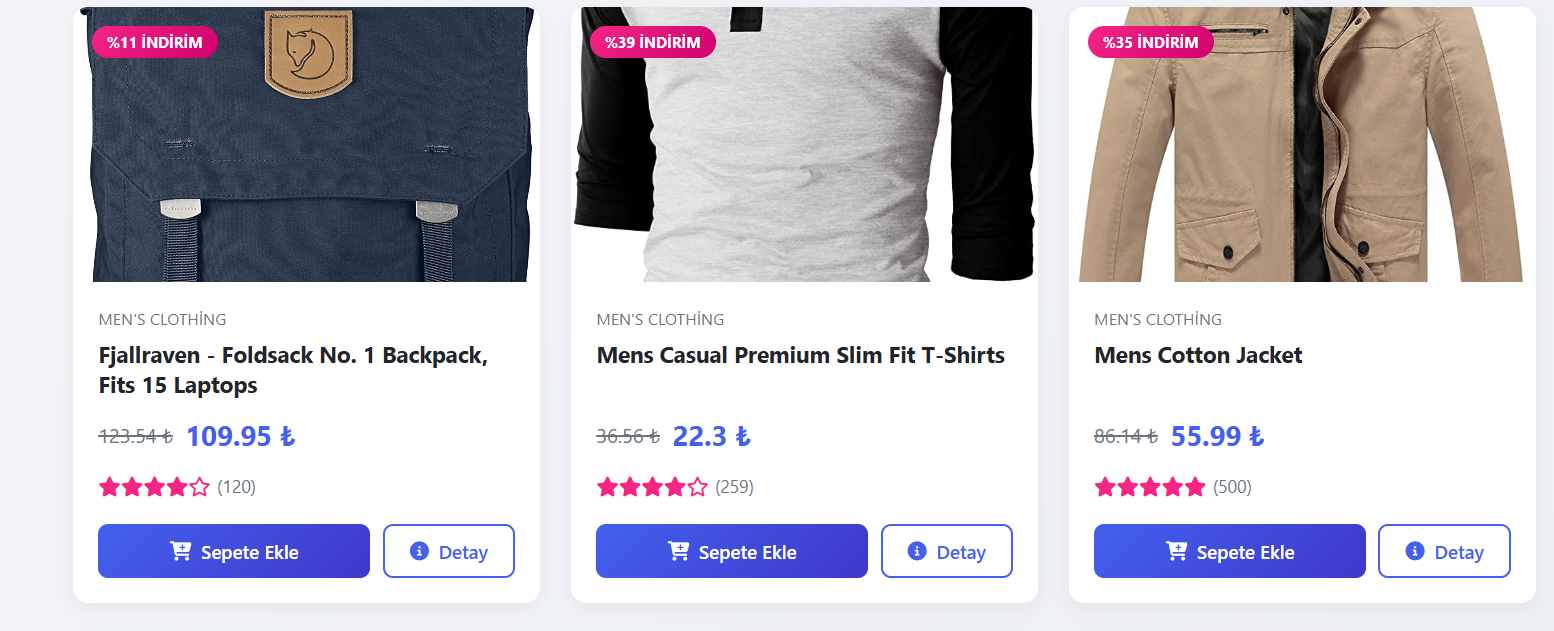 %11 İNDİRİM
MEN'S CLOTHİNG
Fjallraven - Foldsack No. 1 Backpack,
Fits 15 Laptops
123.54 ₺ 109.95 ₺
(120)
Sepete Ekle
Detay
%39 İNDİRİM
MEN'S CLOTHİNG
Mens Casual Premium Slim Fit T-Shirts
36.56 ₺ 22.3 ₺
(259)
Sepete Ekle
Detay
%35 İNDİRİM
MEN'S CLOTHİNG
Mens Cotton Jacket
86.14 ₺ 55.99 ₺
(500)
Sepete Ekle
Detay